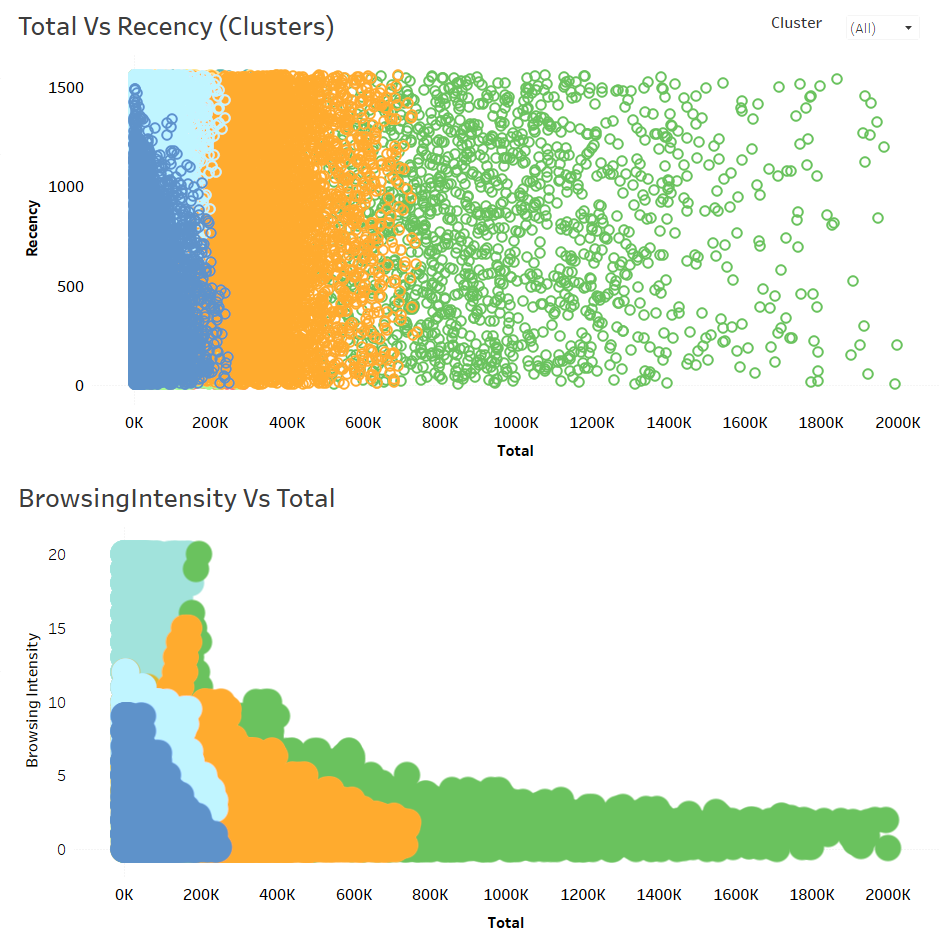 Total Vs Recency (Clusters)
Cluster
(All)
1500
1000
500
0
Recency
0K 200K 400K 600K 800K 1000K 1200K 1400K 1600K 1800K 2000K
Total
BrowsingIntensity Vs Total
20
15
10
5
0
Browsing Intensity
0K 200K 400K 600K 800K 1000K 1200K 1400K 1600K 1800K 2000K
Total